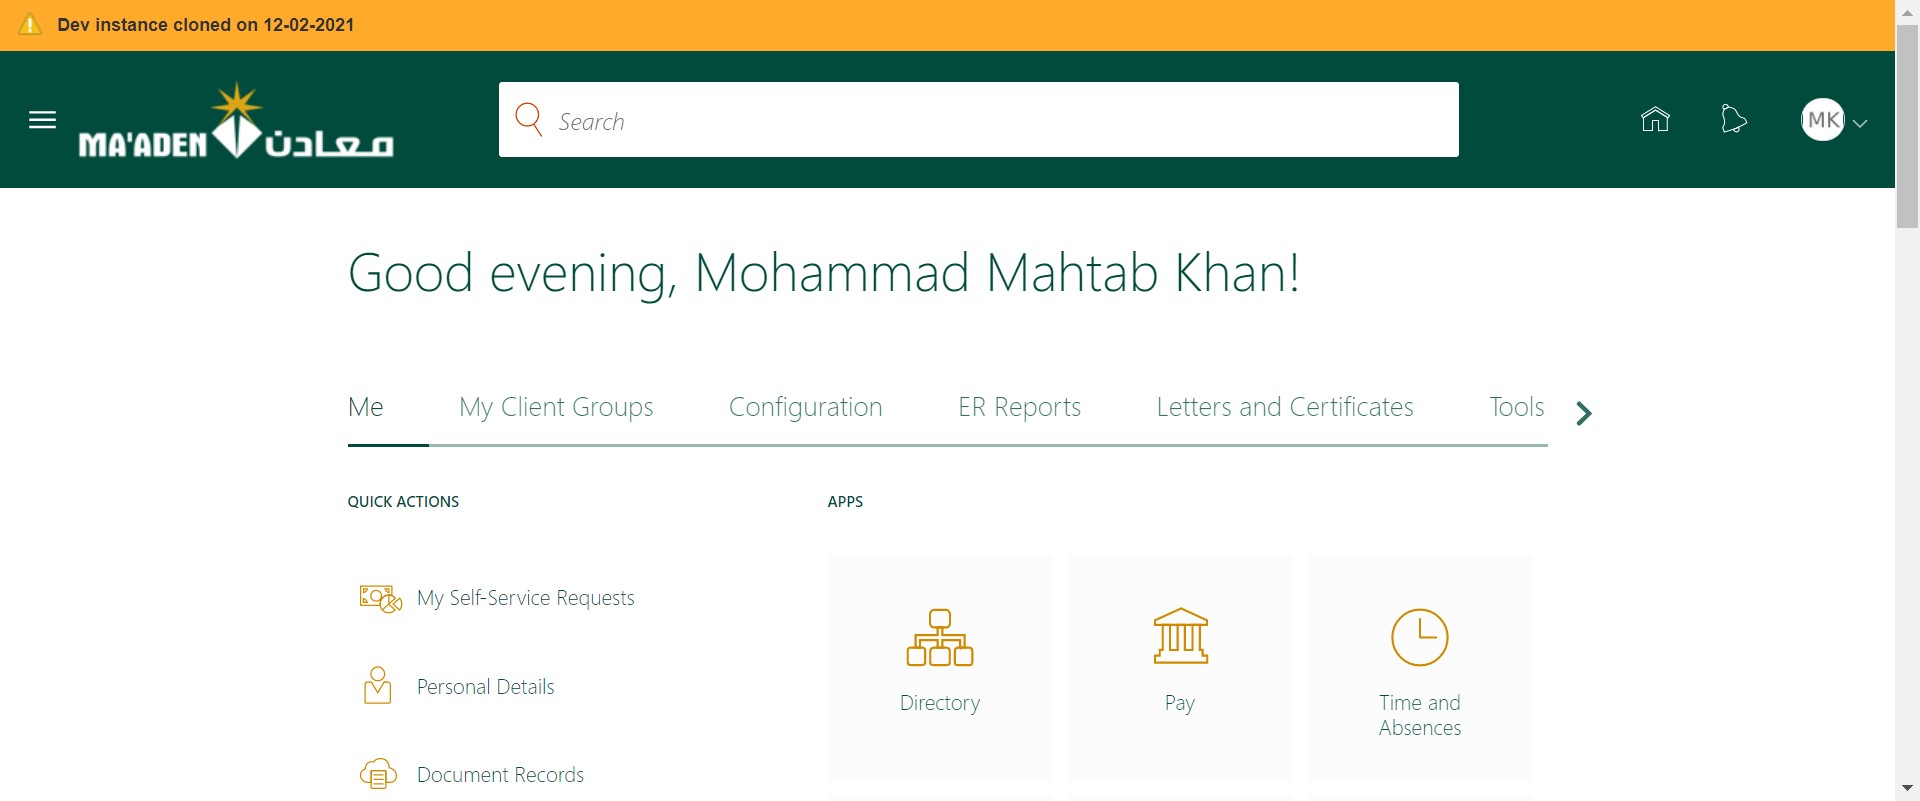 Dev instance cloned on 12-02-2021
MA'ADEN معادن
Search
MK
Good evening, Mohammad Mahtab Khan!
Me
My Client Groups
Configuration
ER Reports
Letters and Certificates
Tools
QUICK ACTIONS
My Self-Service Requests
Personal Details
Document Records
APPS
Directory
Pay
Time and
Absences